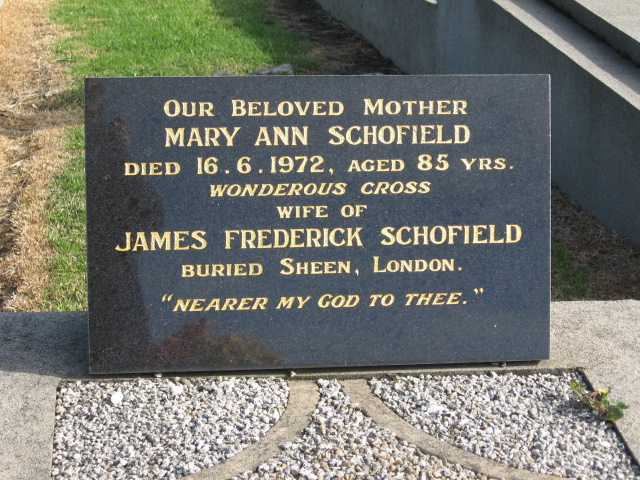 OUR BELOVED MOTHER
MARY ANN SCHOFIELD
DIED 16.6.1972, AGED 85 YRS.
WONDEROUS CROSS
WIFE OF
JAMES FREDERICK SCHOFIELD
BURIED SHEEN, LONDON.
"NEARER MY GOD TO THEE."